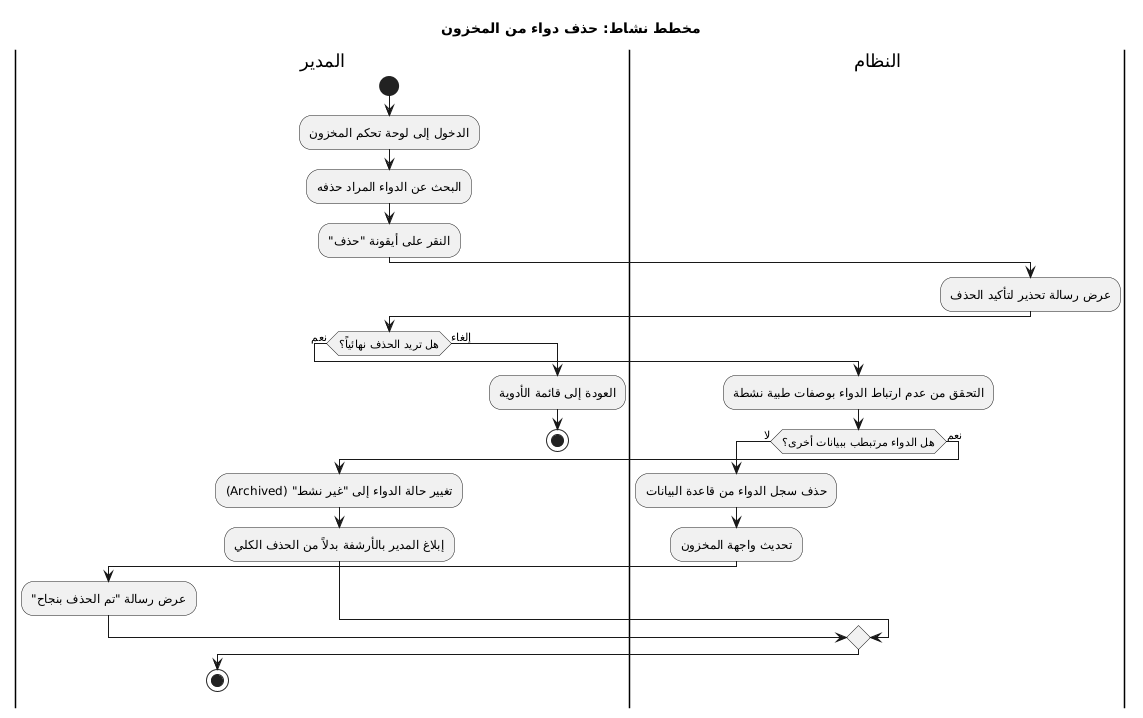 مخطط نشاط: حذف دواء من المخزون
المدير
النظام
الدخول إلى لوحة تحكم المخزون
البحث عن الدواء المراد حذفه
النقر على أيقونة "حذف"
عرض رسالة تحذير لتأكيد الحذف
هل تريد الحذف نهائياً؟
نعم
إلغاء
العودة إلى قائمة الأدوية
التحقق من عدم ارتباط الدواء بوصفات طبية نشطة
هل الدواء مرتبطب ببيانات أخرى؟
لا
نعم
تغيير حالة الدواء إلى "غير نشط" (Archived)
حذف سجل الدواء من قاعدة البيانات
إبلاغ المدير بالأرشفة بدلاً من الحذف الكلي
تحديث واجهة المخزون
عرض رسالة "تم الحذف بنجاح"